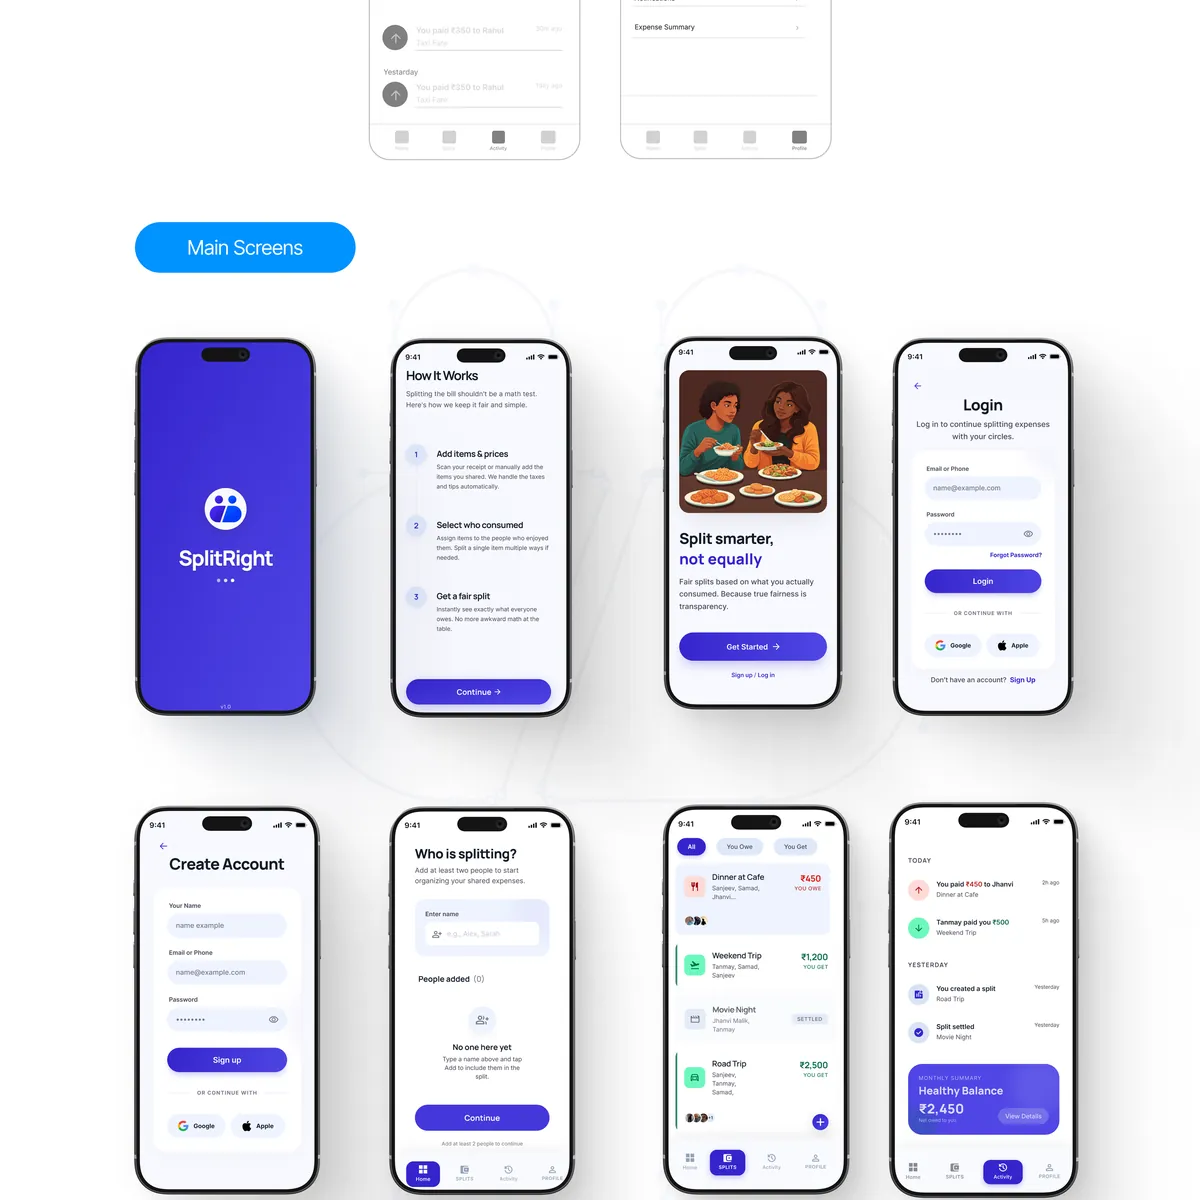 You paid ₹350 to Rahul
30m ago
Taxi Fare
Yestarday
You paid ₹350 to Rahul
Taxi Fare
Activity
Expense Summary
Profile
Main Screens
SplitRight
v1.0
9:41
How It Works
Splitting the bill shouldn't be a math test.
Here's how we keep it fair and simple.
1
Add items & prices
Scan your receipt or manually add the
items you shared. We handle the taxes
and tips automatically.
2
Select who consumed
Assign items to the people who enjoyed
them. Split a single item multiple ways if
needed.
3
Get a fair split
Instantly see exactly what everyone
owes. No more awkward math at the
table.
Continue →
9:41
Split smarter,
not equally
Fair splits based on what you actually
consumed. Because true fairness is
transparency.
Get Started →
Sign up / Log in
9:41
Login
Log in to continue splitting expenses
with your circles.
Email or Phone
name@example.com
Password
Forgot Password?
Login
OR CONTINUE WITH
Google
Apple
Don't have an account? Sign Up
9:41
Create Account
Your Name
name example
Email or Phone
name@example.com
Password
Sign up
OR CONTINUE WITH
Google
Apple
9:41
Who is splitting?
Add at least two people to start
organizing your shared expenses.
Enter name
e.g., Alex, Sarah
People added (0)
No one here yet
Type a name above and tap
Add to include them in the
split.
Continue
Add at least 2 people to continue
Home
SPLITS
Activity
PROFILE
9:41
All
You Owe
You Get
Dinner at Cafe
₹450
Sanjeev, Samad,
YOU OWE
Jhanvi...
Weekend Trip
₹1,200
Tanmay, Samad,
YOU GET
Sanjeev
Movie Night
Jhanvi Malik,
SETTLED
Tanmay
Road Trip
₹2,500
Sanjeev,
YOU GET
Tanmay,
Samad,
Home
SPLITS
Activity
PROFILE
9:41
TODAY
You paid ₹450 to Jhanvi
2h ago
Dinner at Cafe
Tanmay paid you ₹500
5h ago
Weekend Trip
YESTERDAY
You created a split
Yesterday
Road Trip
Split settled
Yesterday
Movie Night
MONTHLY SUMMARY
Healthy Balance
₹2,450
View Details
Home
SPLITS
Activity
PROFILE